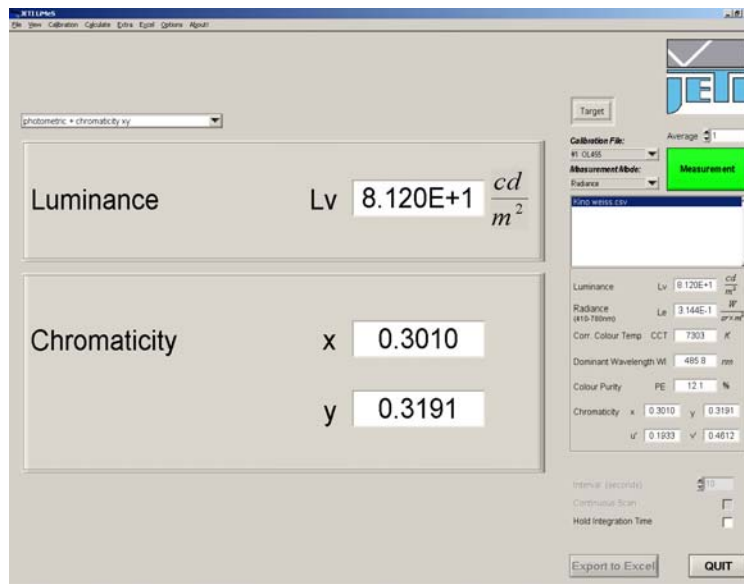 JETI LiMeS
File View Calibration Calculate Extra Excel Options About!
photometric + chromaticity xy
Luminance Lv 8.120E+1 cd/m²
Chromaticity x 0.3010
y 0.3191
JETI
Target
Calibration File:
Average 1
#1 OL455
Measurement Mode:
Radiance
Measurement
Kino weiss.csv
Luminance Lv 8.120E+1 cd/m²
Radiance Le 3.144E-1 W/sr×m²
(410-780nm)
Corr. Colour Temp CCT 7303 K
Dominant Wavelength Wl 485.8 nm
Colour Purity PE 12.1 %
Chromaticity x 0.3010 y 0.3191
u' 0.1933 v' 0.4612
Interval (seconds) 10
Continuous Scan
Hold Integration Time
Export to Excel QUIT